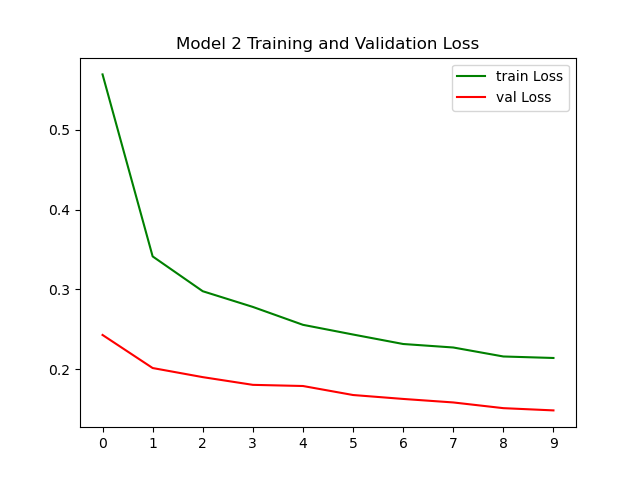 Model 2 Training and Validation Loss
train Loss
val Loss
0.5
0.4
0.3
0.2
0 1 2 3 4 5 6 7 8 9